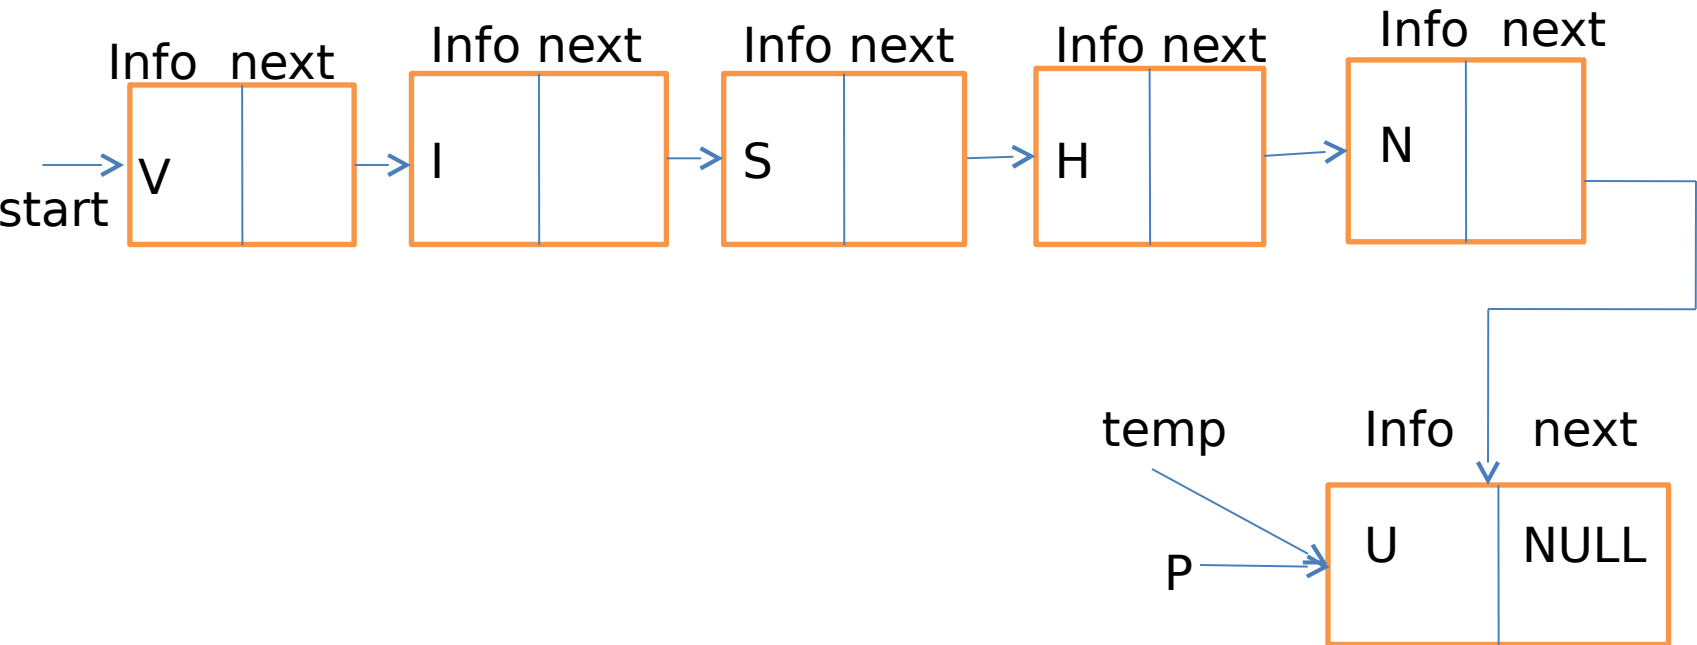 Info next Info next Info next Info next Info next
V I S H N
start
temp Info next
U NULL
P